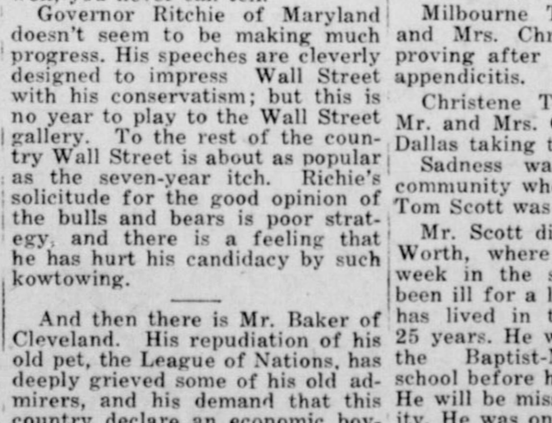 Governor Ritchie of Maryland
doesn't seem to be making much
progress. His speeches are cleverly
designed to impress Wall Street
with his conservatism; but this is
no year to play to the Wall Street
gallery. To the rest of the coun-
try Wall Street is about as popular
as the seven-year itch. Richie's
solicitude for the good opinion of
the bulls and bears is poor strat-
egy, and there is a feeling that
he has hurt his candidacy by such
kowtowing.
And then there is Mr. Baker of
Cleveland. His repudiation of his
old pet, the League of Nations, has
deeply grieved some of his old ad-
mirers, and his demand that this
country declare an economic boy-
Milbourne
and Mrs.
proving after
appendicitis.
Christene
Mr. and Mrs.
Dallas taking
Sadness
community
Tom Scott was
Mr. Scott
Worth, where
week in the
been ill for a
has lived in
25 years. He
the Baptist-
school before
He will be
ity. He was